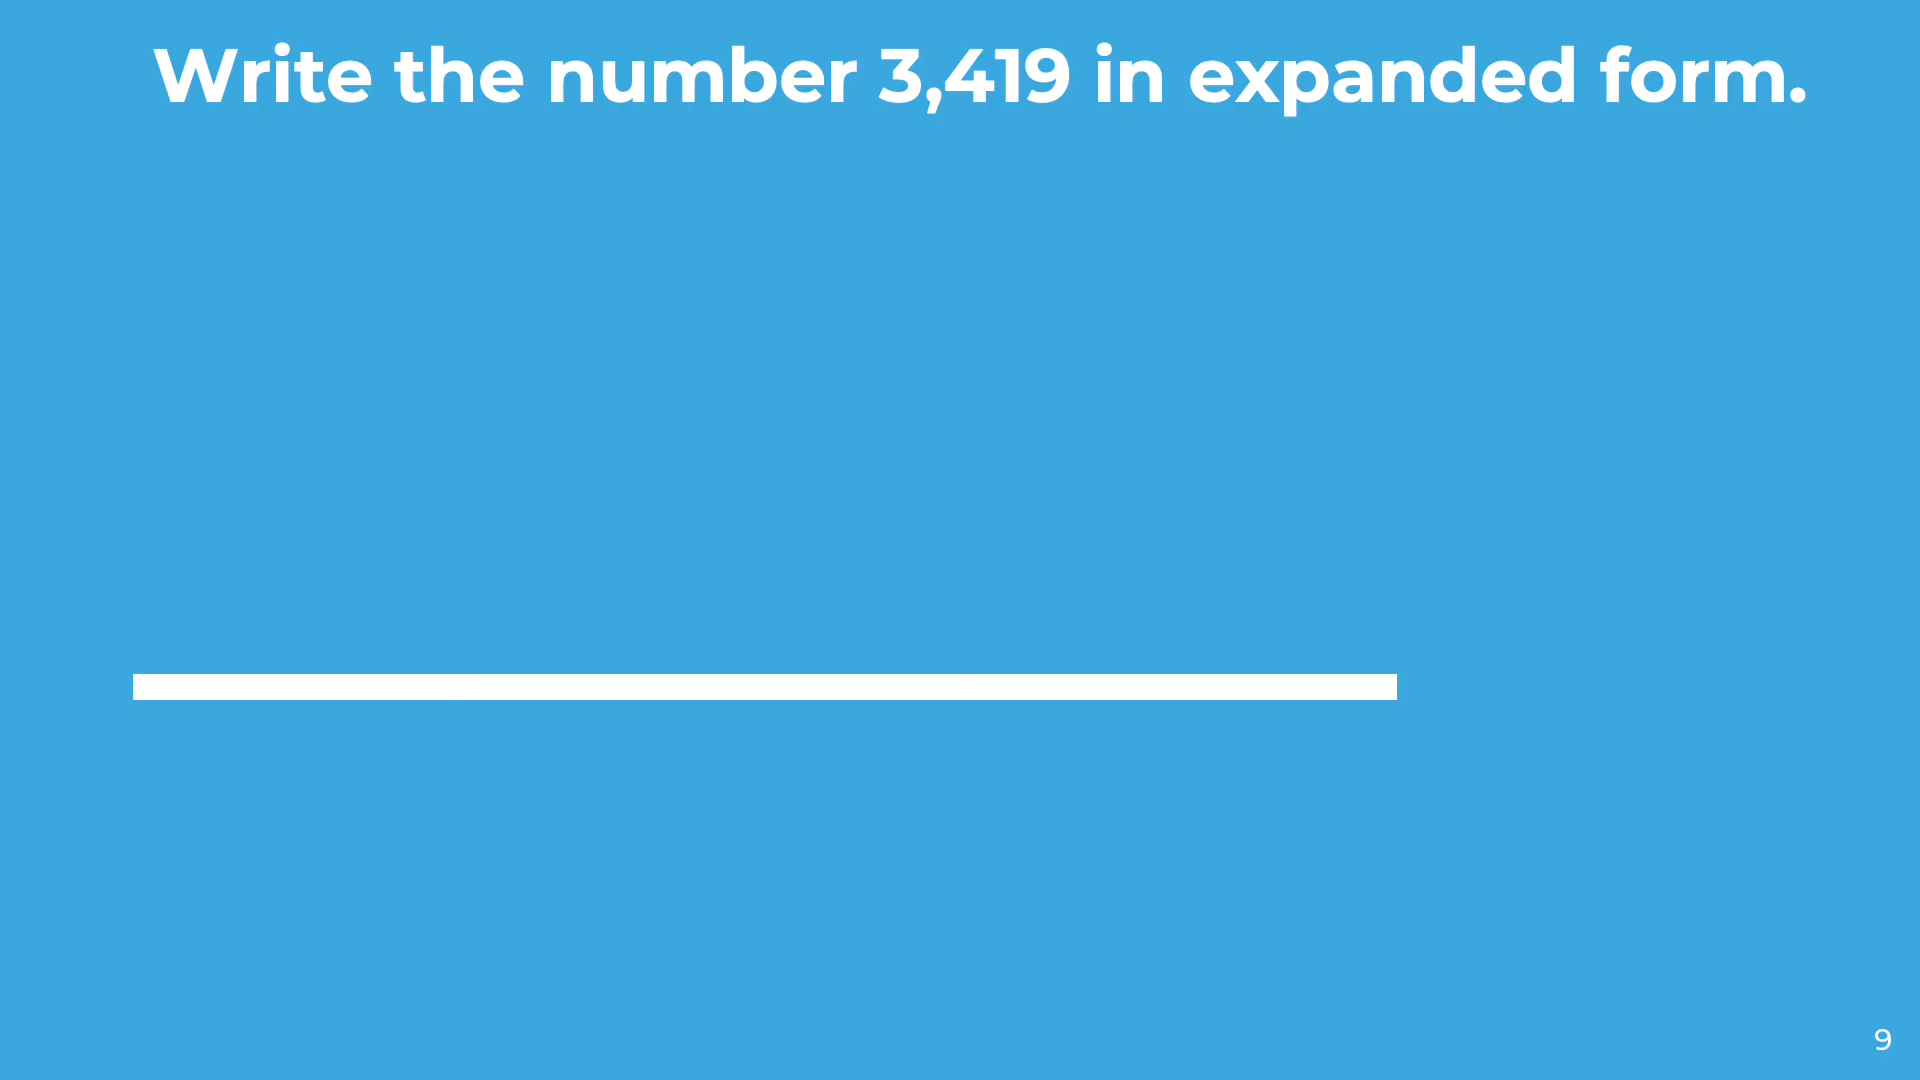 Write the number 3,419 in expanded form.
9